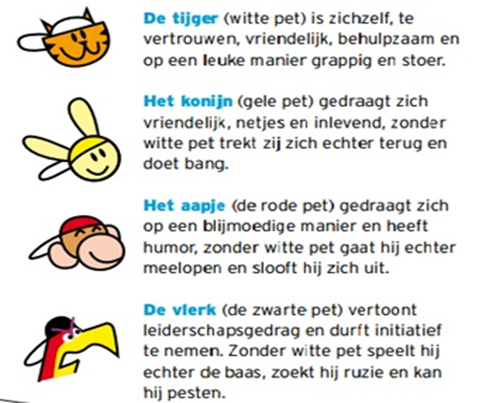 De tijger (witte pet) is zichzelf, te
vertrouwen, vriendelijk, behulpzaam en
op een leuke manier grappig en stoer.
Het konijn (gele pet) gedraagt zich
vriendelijk, netjes en inlevend, zonder
witte pet trekt zij zich echter terug en
doet bang.
Het aapje (de rode pet) gedraagt zich
op een blijmoedige manier en heeft
humor, zonder witte pet gaat hij echter
meelopen en slooft hij zich uit.
De vlerk (de zwarte pet) vertoont
leiderschapsgedrag en durft initiatief
te nemen. Zonder witte pet speelt hij
echter de baas, zoekt hij ruzie en kan
hij pesten.